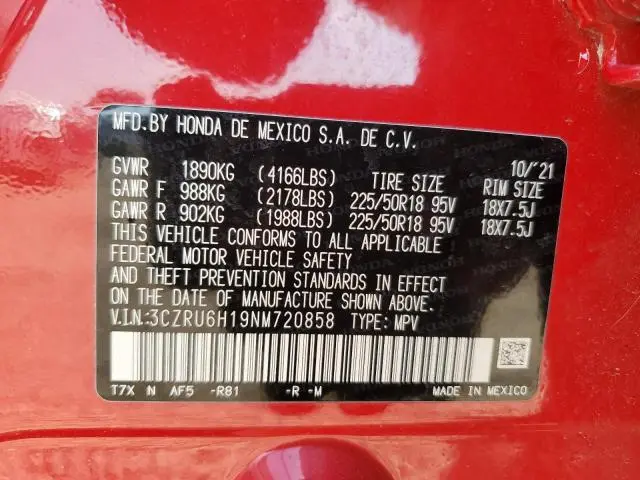 MFD.BY HONDA DE MEXICO S.A. DE C.V.
10/'21
GVWR 1890KG (4166LBS) TIRE SIZE RIM SIZE
GAWR F 988KG (2178LBS) 225/50R18 95V 18X7.5J
GAWR R 902KG (1988LBS) 225/50R18 95V 18X7.5J
THIS VEHICLE CONFORMS TO ALL APPLICABLE
FEDERAL MOTOR VEHICLE SAFETY
AND THEFT PREVENTION STANDARDS IN EFFECT
ON THE DATE OF MANUFACTURE SHOWN ABOVE.
V.I.N:3CZRU6H19NM720858 TYPE: MPV
T7X N AF5 -R81 -R -M MADE IN MEXICO